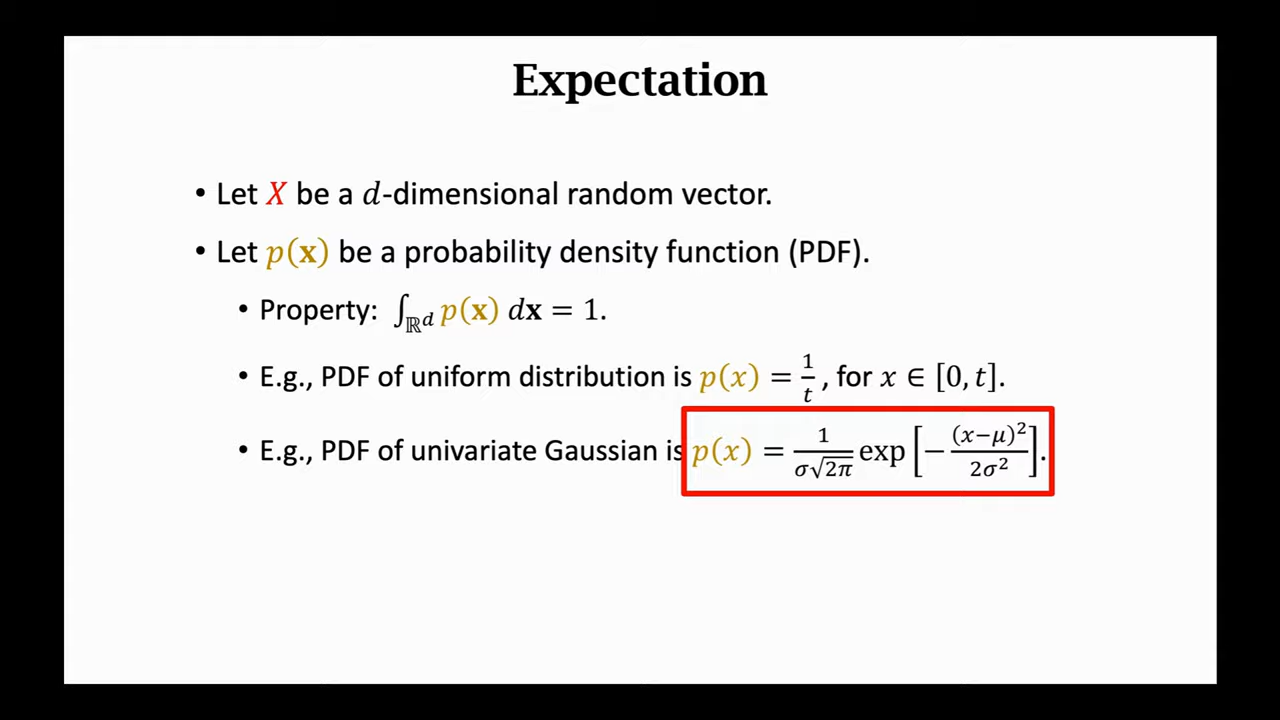 Expectation
• Let X be a d-dimensional random vector.
• Let p(𝐱) be a probability density function (PDF).
• Property: ∫_{ℝ^d} p(𝐱) d𝐱 = 1.
• E.g., PDF of uniform distribution is p(x) = 1/t, for x ∈ [0, t].
• E.g., PDF of univariate Gaussian is p(x) = 1/(σ√2π) exp[−(x−μ)²/2σ²].